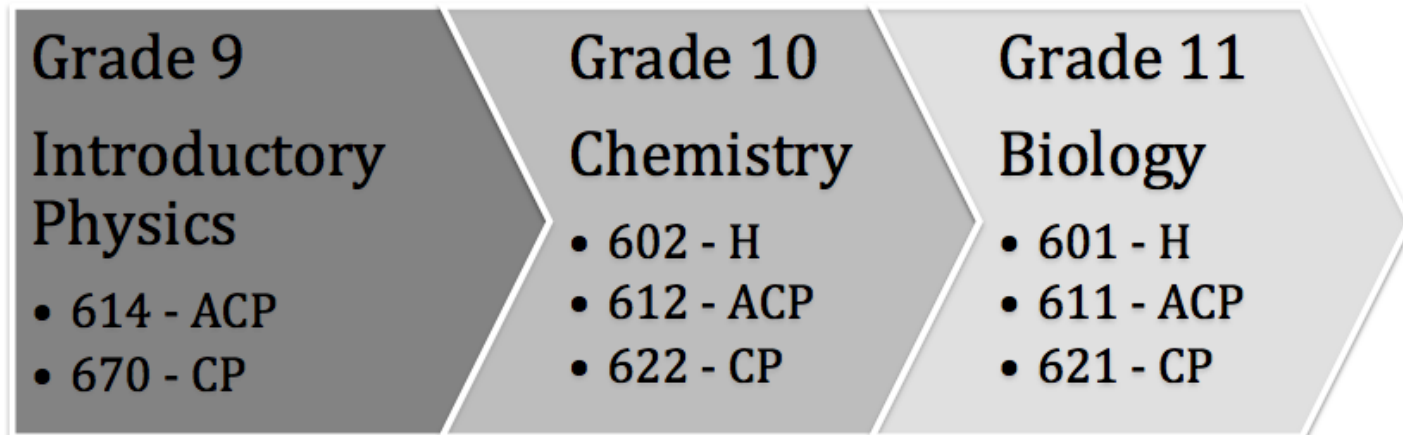 Grade 9
Introductory
Physics
• 614 - ACP
• 670 - CP
Grade 10
Chemistry
• 602 - H
• 612 - ACP
• 622 - CP
Grade 11
Biology
• 601 - H
• 611 - ACP
• 621 - CP